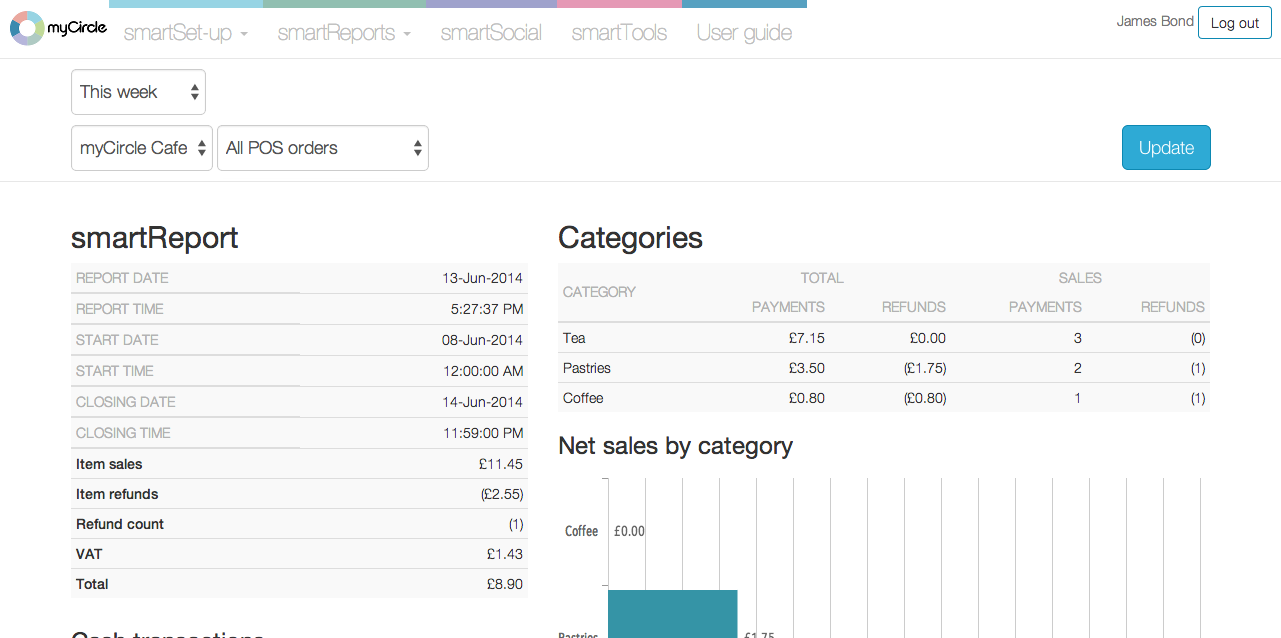 myCircle smartSet-up smartReports smartSocial smartTools User guide James Bond Log out
This week
myCircle Cafe All POS orders Update
smartReport
REPORT DATE 13-Jun-2014
REPORT TIME 5:27:37 PM
START DATE 08-Jun-2014
START TIME 12:00:00 AM
CLOSING DATE 14-Jun-2014
CLOSING TIME 11:59:00 PM
Item sales £11.45
Item refunds (£2.55)
Refund count (1)
VAT £1.43
Total £8.90
Cash transactions
Categories
TOTAL SALES
CATEGORY
PAYMENTS REFUNDS PAYMENTS REFUNDS
Tea £7.15 £0.00 3 (0)
Pastries £3.50 (£1.75) 2 (1)
Coffee £0.80 (£0.80) 1 (1)
Net sales by category
Coffee £0.00
Pastries £1.75